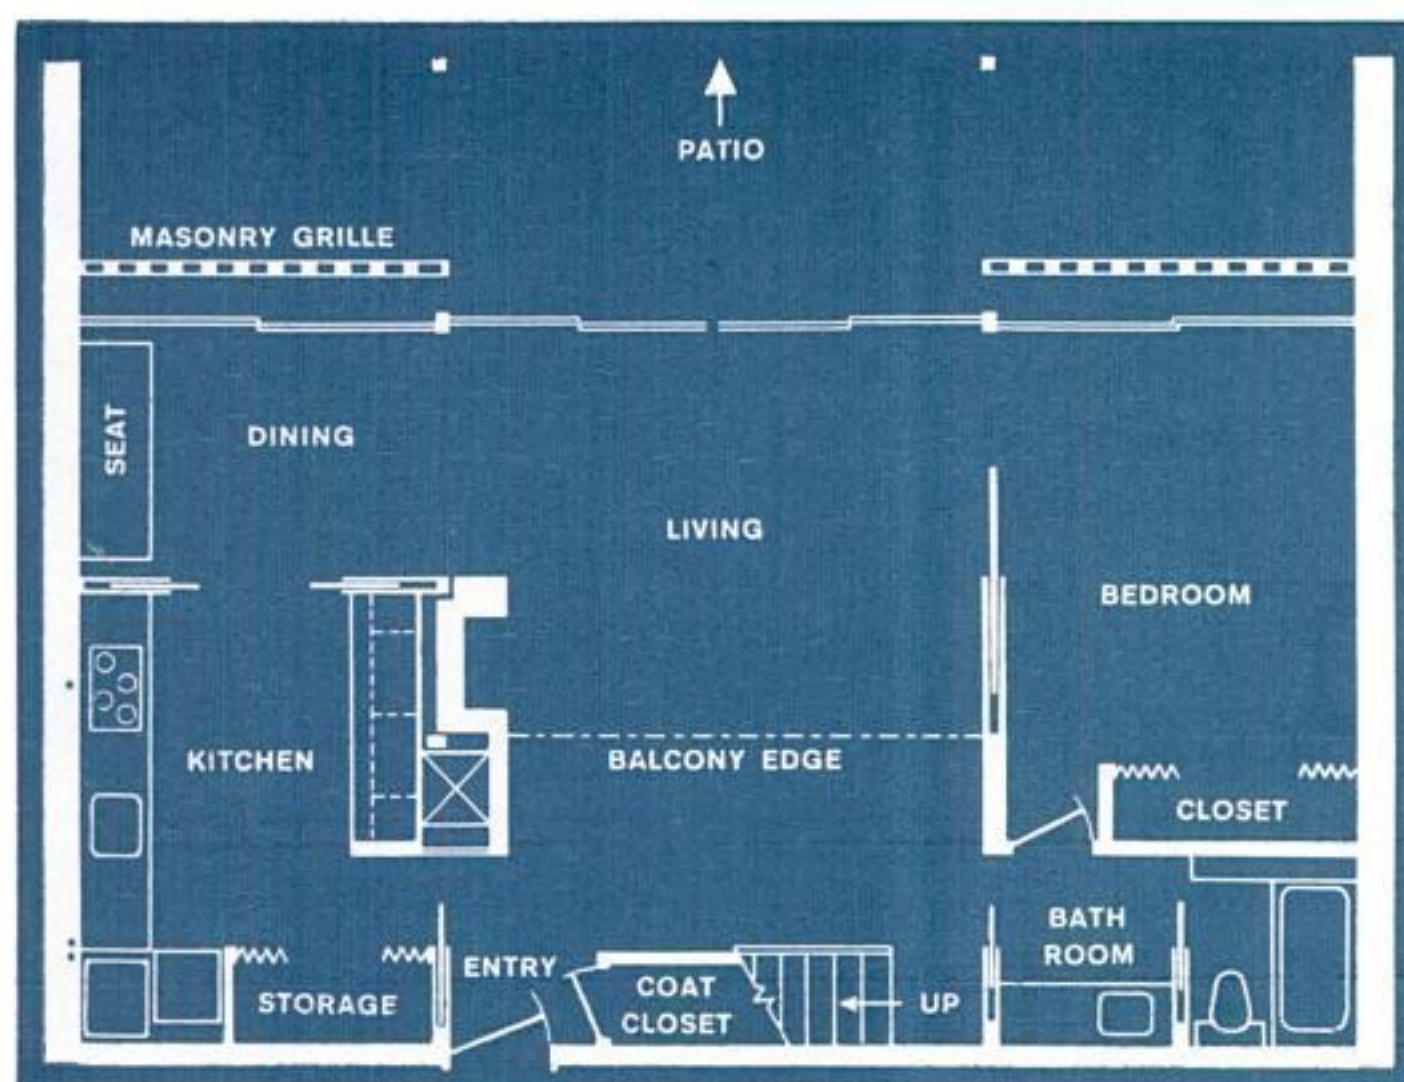 PATIO
MASONRY GRILLE
SEAT
DINING
LIVING
BEDROOM
KITCHEN
BALCONY EDGE
CLOSET
ENTRY
BATH
ROOM
STORAGE
COAT
CLOSET
UP